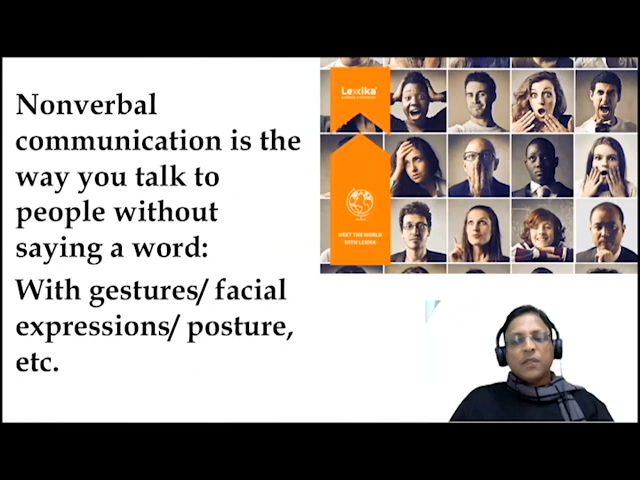 Nonverbal
communication is the
way you talk to
people without
saying a word:
With gestures/ facial
expressions/ posture,
etc.
Lexika
MEET THE WORLD
WITH LEXIKA